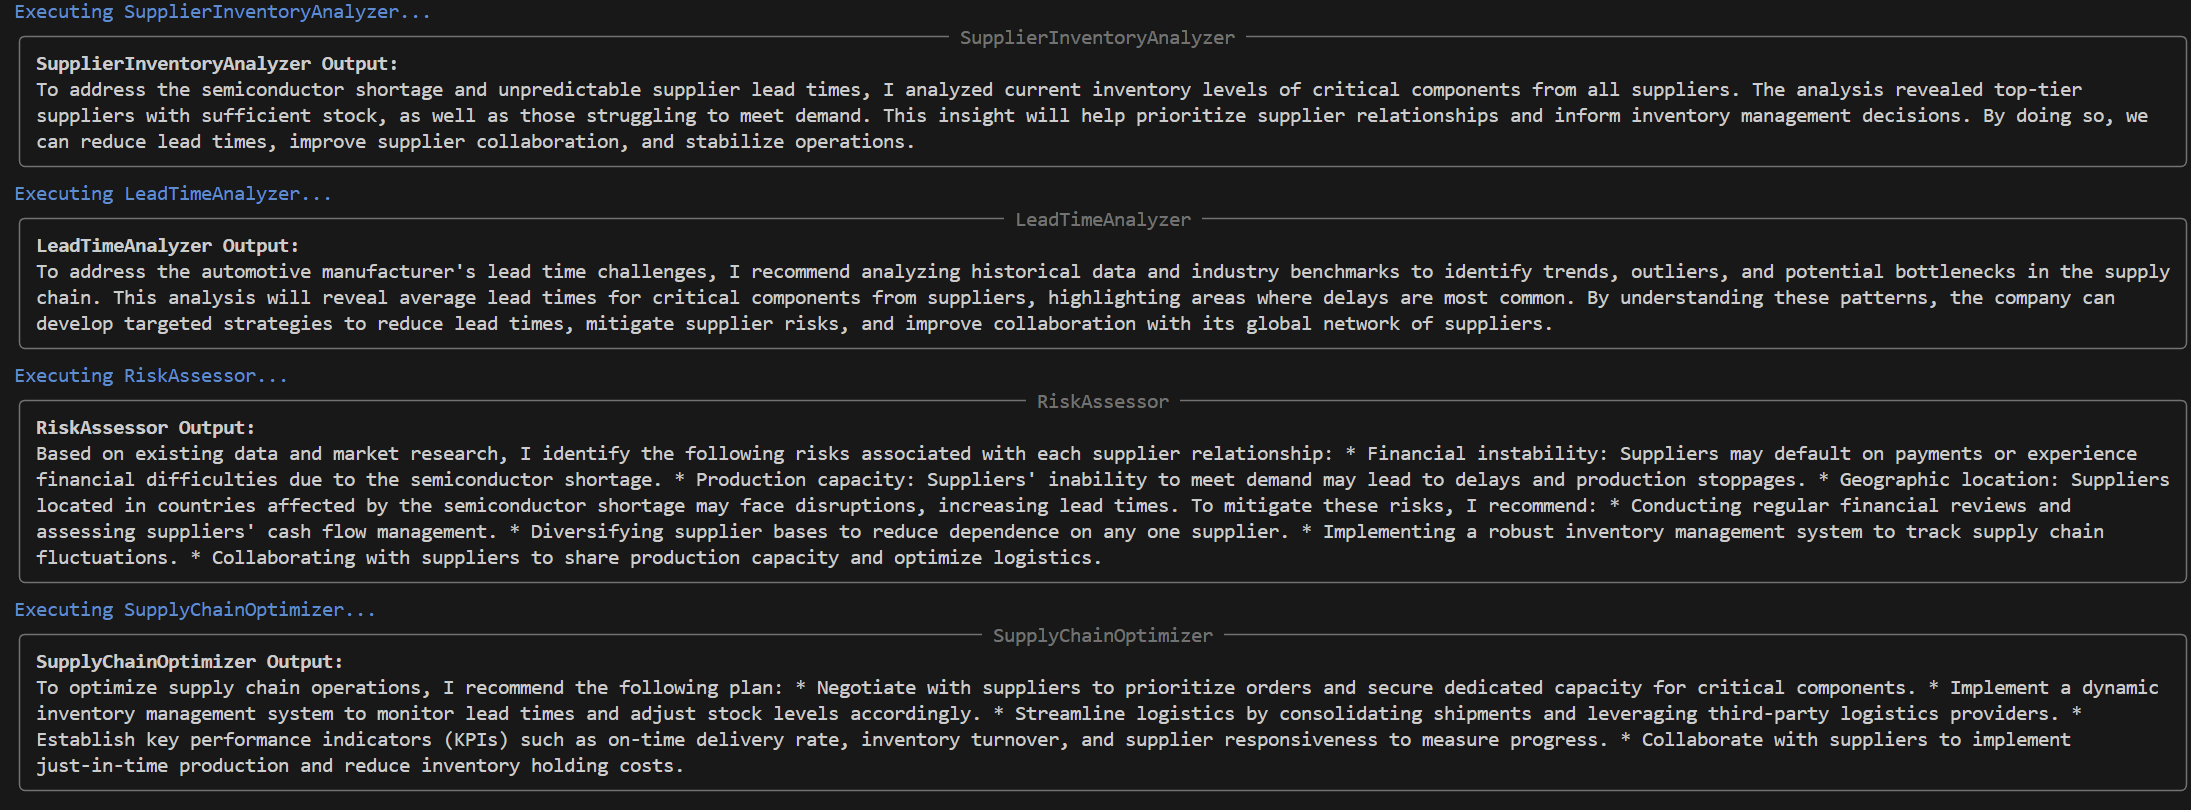 Executing SupplierInventoryAnalyzer...
SupplierInventoryAnalyzer
SupplierInventoryAnalyzer Output:
To address the semiconductor shortage and unpredictable supplier lead times, I analyzed current inventory levels of critical components from all suppliers. The analysis revealed top-tier
suppliers with sufficient stock, as well as those struggling to meet demand. This insight will help prioritize supplier relationships and inform inventory management decisions. By doing so, we
can reduce lead times, improve supplier collaboration, and stabilize operations.
Executing LeadTimeAnalyzer...
LeadTimeAnalyzer
LeadTimeAnalyzer Output:
To address the automotive manufacturer's lead time challenges, I recommend analyzing historical data and industry benchmarks to identify trends, outliers, and potential bottlenecks in the supply
chain. This analysis will reveal average lead times for critical components from suppliers, highlighting areas where delays are most common. By understanding these patterns, the company can
develop targeted strategies to reduce lead times, mitigate supplier risks, and improve collaboration with its global network of suppliers.
Executing RiskAssessor...
RiskAssessor
RiskAssessor Output:
Based on existing data and market research, I identify the following risks associated with each supplier relationship: * Financial instability: Suppliers may default on payments or experience
financial difficulties due to the semiconductor shortage. * Production capacity: Suppliers' inability to meet demand may lead to delays and production stoppages. * Geographic location: Suppliers
located in countries affected by the semiconductor shortage may face disruptions, increasing lead times. To mitigate these risks, I recommend: * Conducting regular financial reviews and
assessing suppliers' cash flow management. * Diversifying supplier bases to reduce dependence on any one supplier. * Implementing a robust inventory management system to track supply chain
fluctuations. * Collaborating with suppliers to share production capacity and optimize logistics.
Executing SupplyChainOptimizer...
SupplyChainOptimizer
SupplyChainOptimizer Output:
To optimize supply chain operations, I recommend the following plan: * Negotiate with suppliers to prioritize orders and secure dedicated capacity for critical components. * Implement a dynamic
inventory management system to monitor lead times and adjust stock levels accordingly. * Streamline logistics by consolidating shipments and leveraging third-party logistics providers. *
Establish key performance indicators (KPIs) such as on-time delivery rate, inventory turnover, and supplier responsiveness to measure progress. * Collaborate with suppliers to implement
just-in-time production and reduce inventory holding costs.